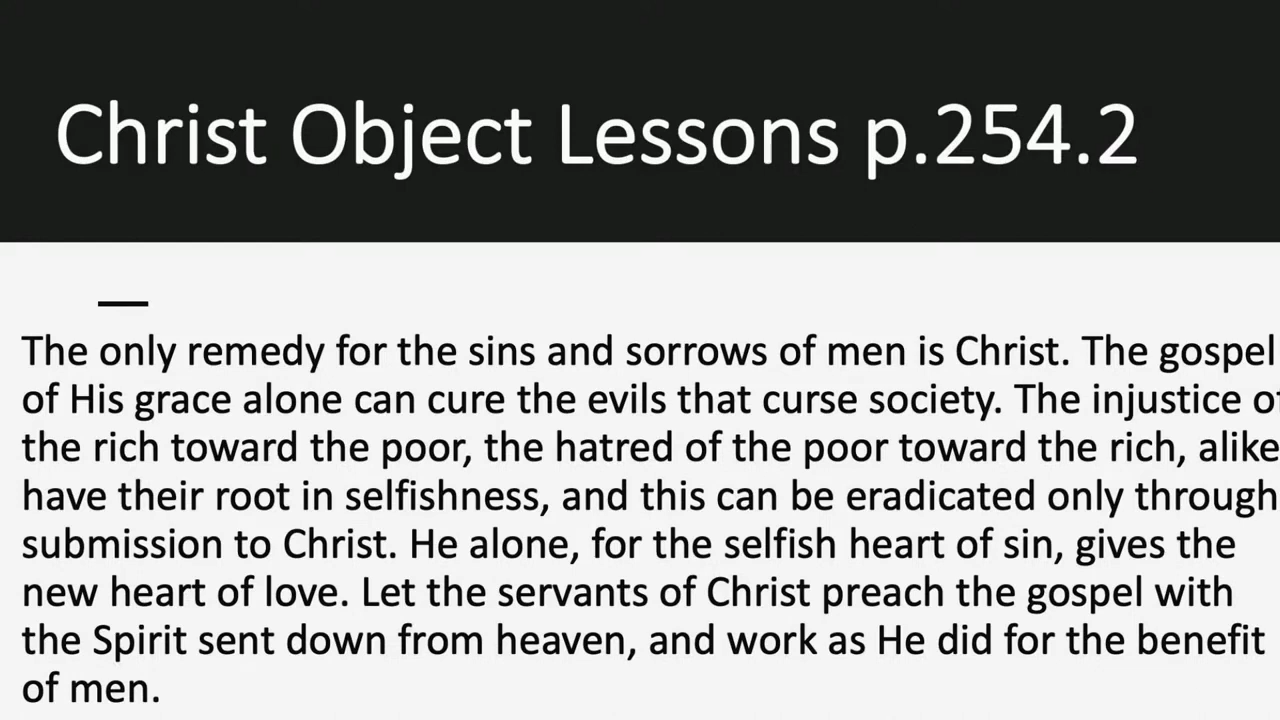 Christ Object Lessons p.254.2
The only remedy for the sins and sorrows of men is Christ. The gospel
of His grace alone can cure the evils that curse society. The injustice of
the rich toward the poor, the hatred of the poor toward the rich, alike
have their root in selfishness, and this can be eradicated only through
submission to Christ. He alone, for the selfish heart of sin, gives the
new heart of love. Let the servants of Christ preach the gospel with
the Spirit sent down from heaven, and work as He did for the benefit
of men.